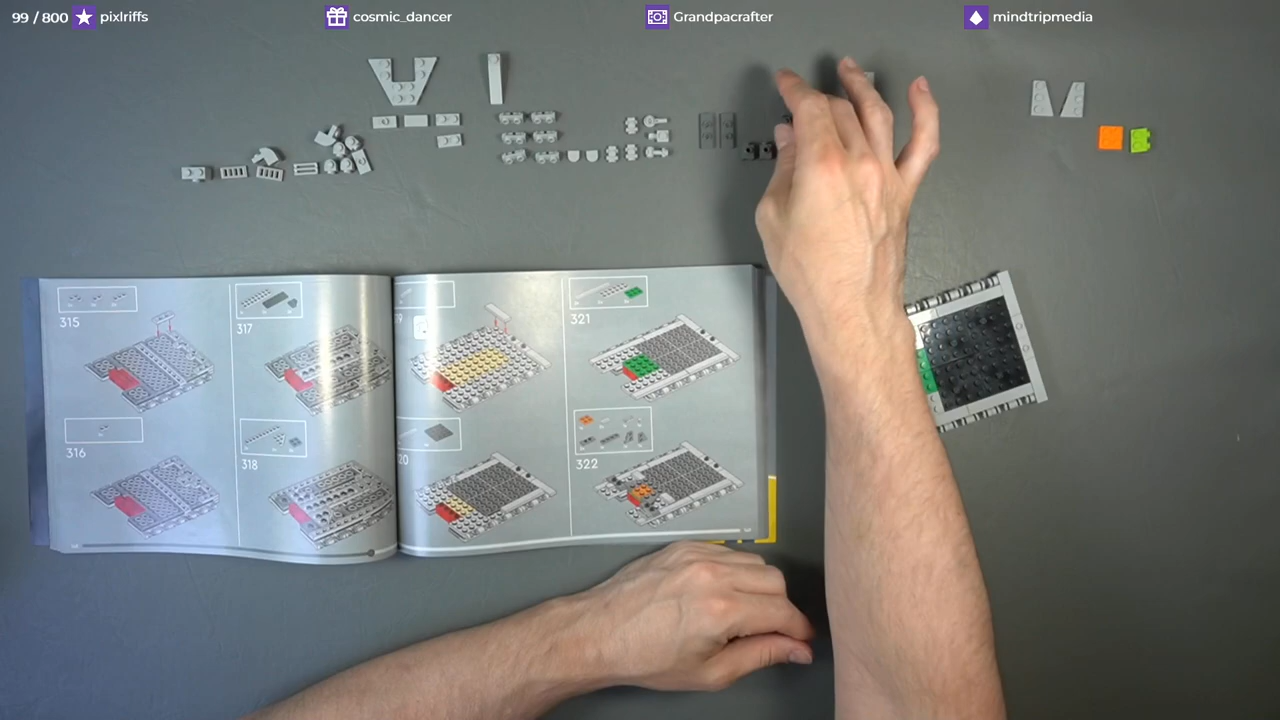 99 / 800
pixlriffs
cosmic_dancer
Grandpacrafter
mindtripmedia
315
316
317
318
321
322